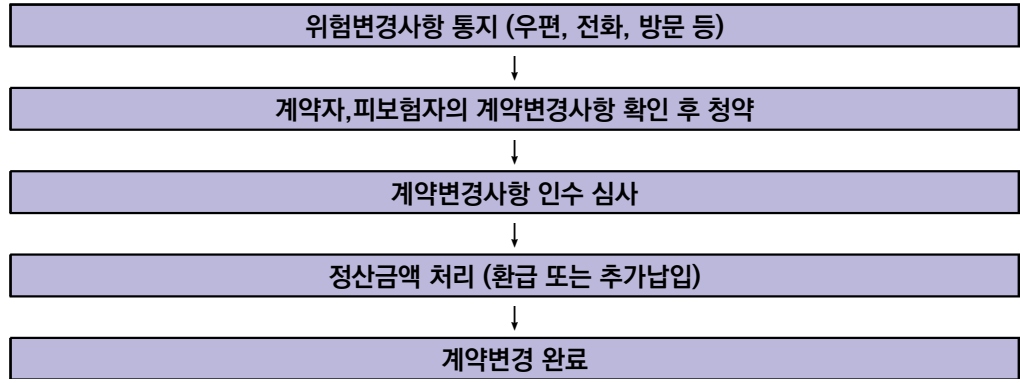 위험변경사항 통지 (우편, 전화, 방문 등)
계약자,피보험자의 계약변경사항 확인 후 청약
계약변경사항 인수 심사
정산금액 처리 (환급 또는 추가납입)
계약변경 완료